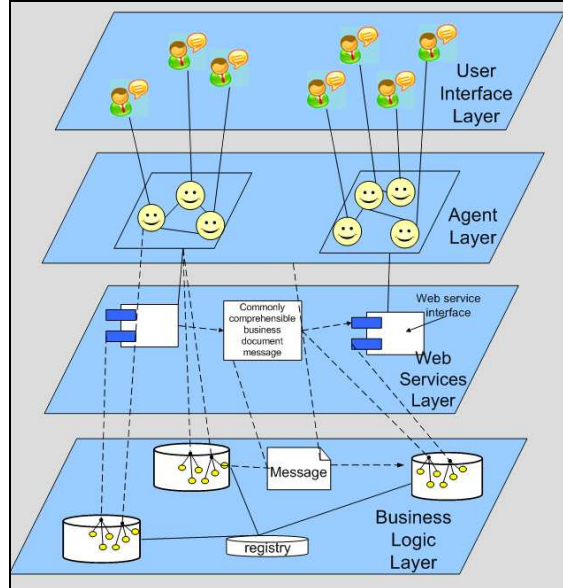 User
Interface
Layer
Agent
Layer
Commonly
comprehensible
business
document
message
Web service
interface
Web
Services
Layer
Message
registry
Business
Logic
Layer